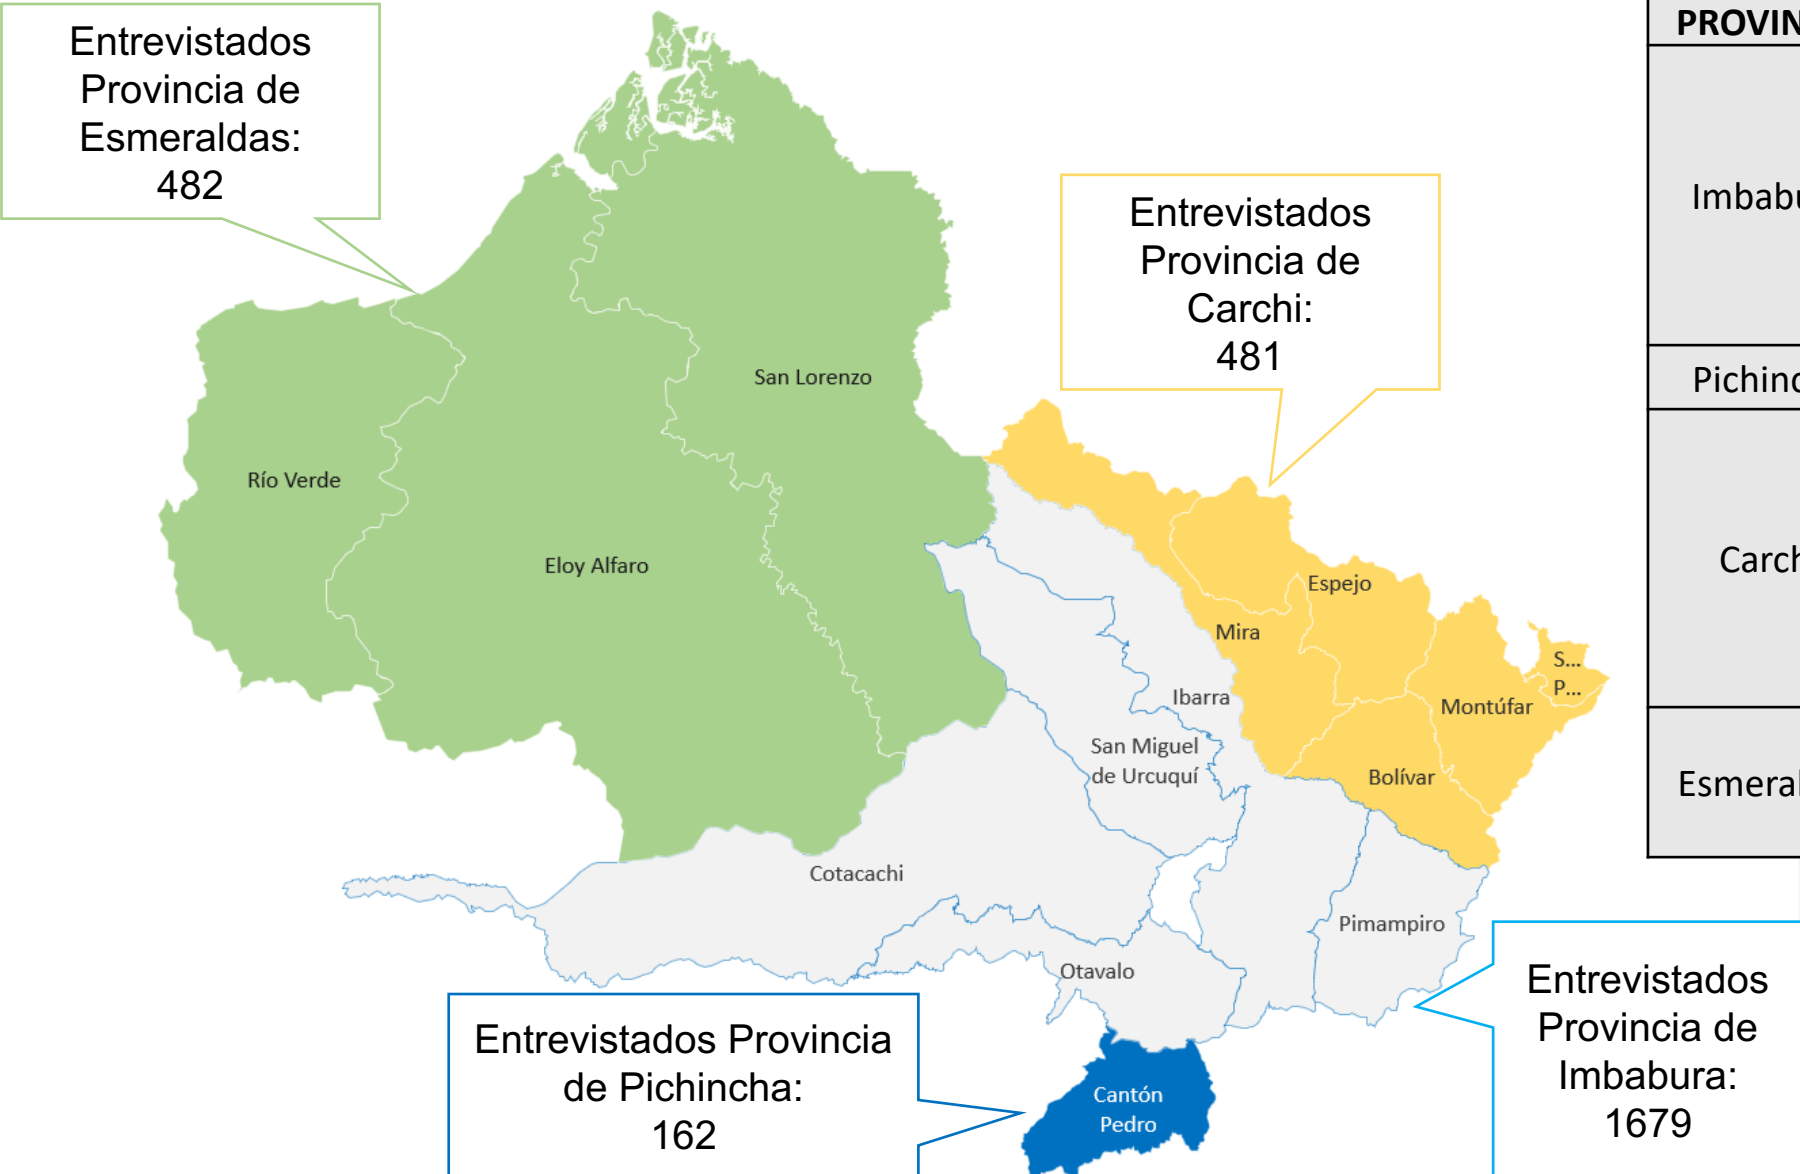 Entrevistados
Provincia de
Esmeraldas:
482
Entrevistados
Provincia de
Carchi:
481
San Lorenzo
Río Verde
Eloy Alfaro
Espejo
Mira
S...
P...
Ibarra
Montúfar
San Miguel
de Urcuquí
Bolívar
Cotacachi
Pimampiro
Otavalo
Entrevistados Provincia
de Pichincha:
162
Cantón
Pedro
Entrevistados
Provincia de
Imbabura:
1679
PROVIN
Imbabu
Pichinc
Carch
Esmeral